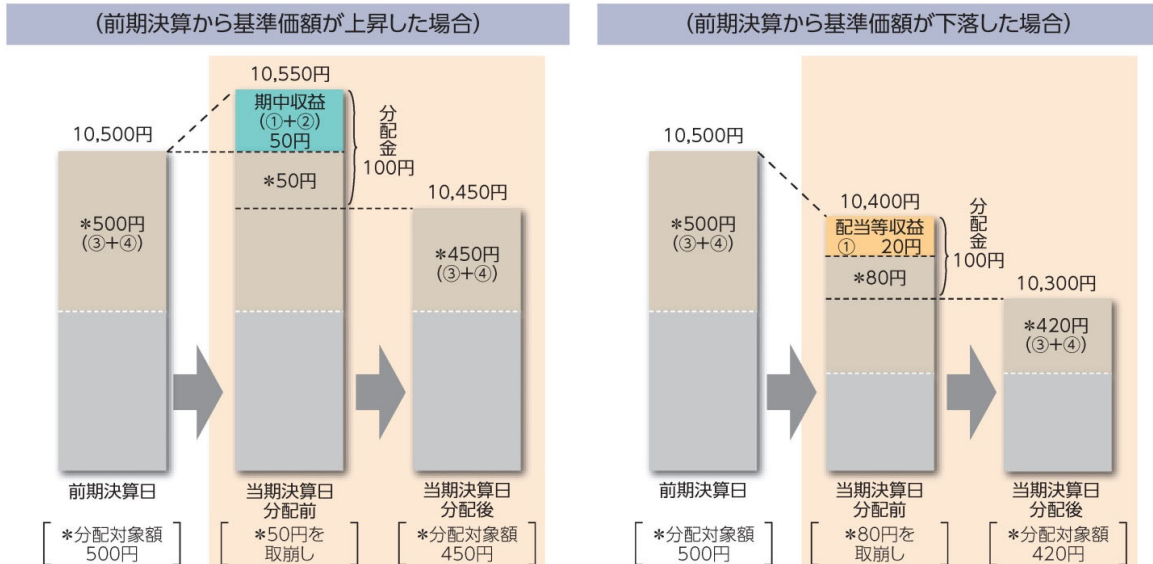 (前期決算から基準価額が上昇した場合)
10,550円
期中収益
(①+②)
50円
分配金
100円
10,500円
*50円
10,450円
*500円
(③+④)
*450円
(③+④)
前期決算日
当期決算日
分配前
当期決算日
分配後
*分配対象額
500円
*50円を
取崩し
*分配対象額
450円
(前期決算から基準価額が下落した場合)
10,500円
10,400円
配当等収益
① 20円
分配金
100円
*500円
(③+④)
*80円
10,300円
*420円
(③+④)
前期決算日
当期決算日
分配前
当期決算日
分配後
*分配対象額
500円
*80円を
取崩し
*分配対象額
420円